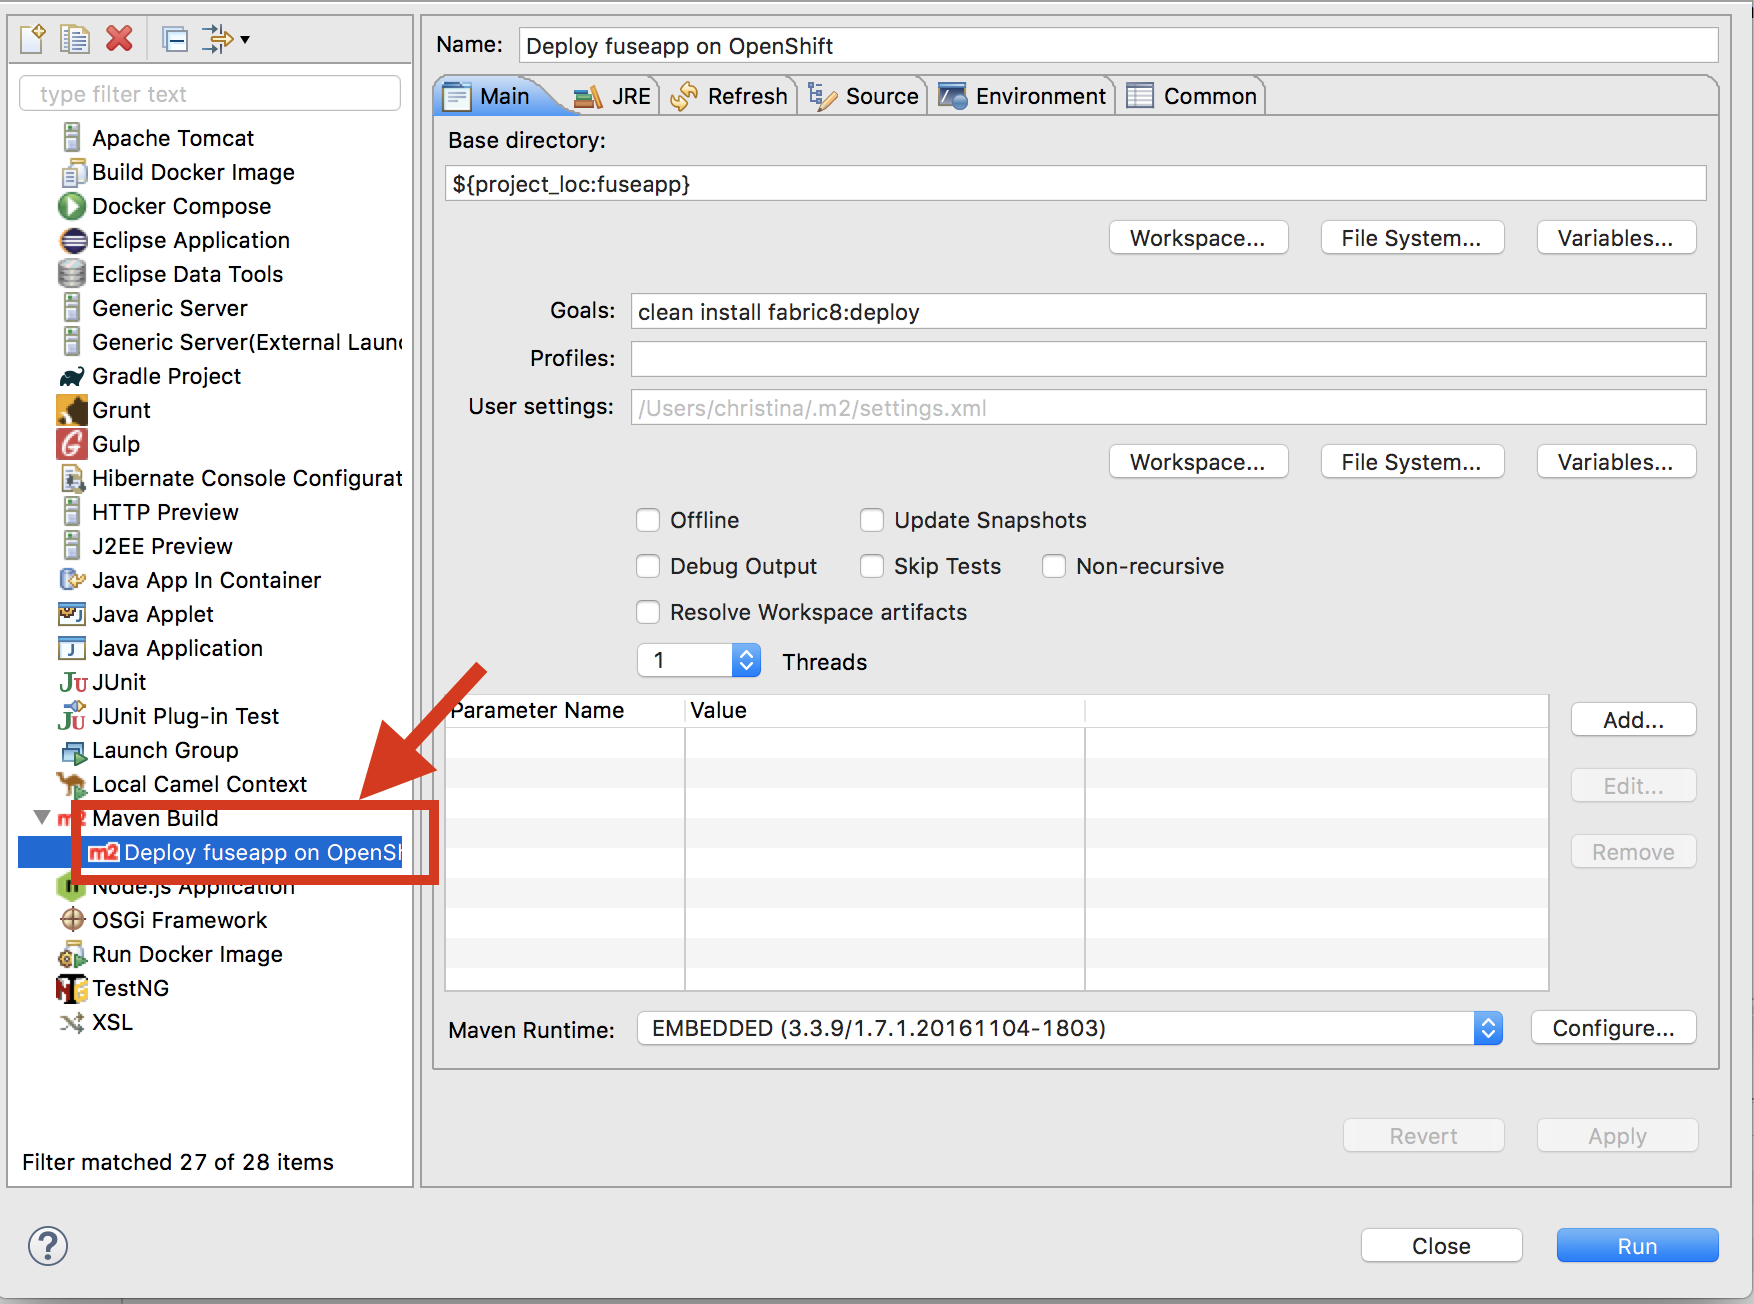 Name: Deploy fuseapp on OpenShift
type filter text
Main JRE Refresh Source Environment Common
Apache Tomcat
Build Docker Image
Docker Compose
Eclipse Application
Eclipse Data Tools
Generic Server
Generic Server(External Launc
Gradle Project
Grunt
Gulp
Hibernate Console Configurat
HTTP Preview
J2EE Preview
Java App In Container
Java Applet
Java Application
JUnit
JUnit Plug-in Test
Launch Group
Local Camel Context
Maven Build
m2 Deploy fuseapp on OpenSh
Node.js Application
OSGi Framework
Run Docker Image
TestNG
XSL
Filter matched 27 of 28 items
Base directory:
${project_loc:fuseapp}
Workspace... File System... Variables...
Goals: clean install fabric8:deploy
Profiles:
User settings: /Users/christina/.m2/settings.xml
Workspace... File System... Variables...
Offline Update Snapshots
Debug Output Skip Tests Non-recursive
Resolve Workspace artifacts
1 Threads
Parameter Name Value
Add...
Edit...
Remove
Maven Runtime: EMBEDDED (3.3.9/1.7.1.20161104-1803) Configure...
Revert Apply
? Close Run